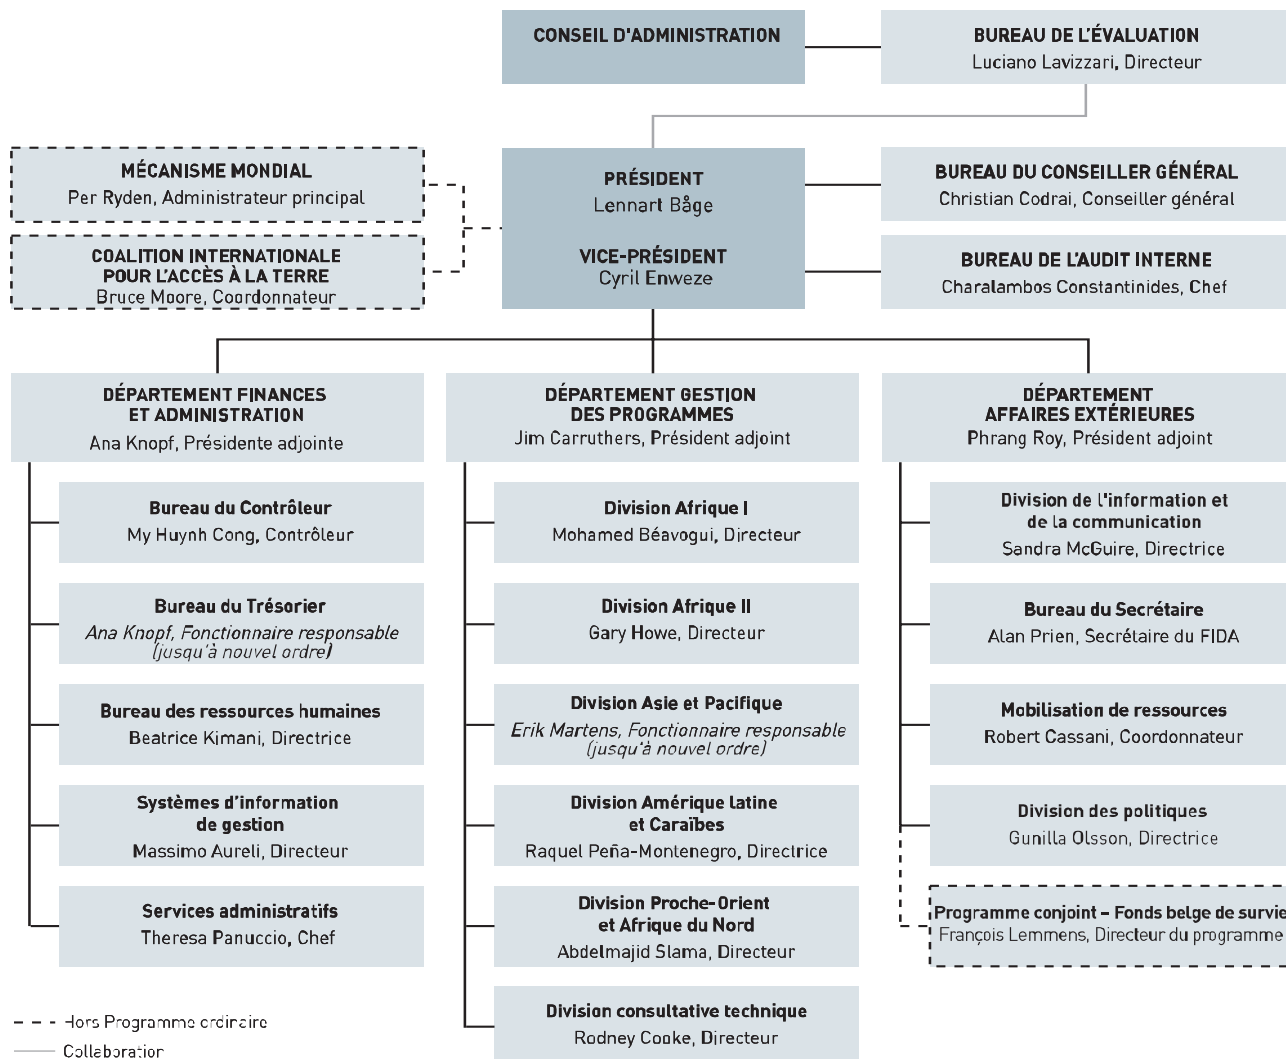 CONSEIL D'ADMINISTRATION
BUREAU DE L'ÉVALUATION
Luciano Lavizzari, Directeur
MÉCANISME MONDIAL
Per Ryden, Administrateur principal
COALITION INTERNATIONALE
POUR L'ACCÈS À LA TERRE
Bruce Moore, Coordonnateur
PRÉSIDENT
Lennart Båge
VICE-PRÉSIDENT
Cyril Enweze
BUREAU DU CONSEILLER GÉNÉRAL
Christian Codrai, Conseiller général
BUREAU DE L'AUDIT INTERNE
Charalambos Constantinides, Chef
DÉPARTEMENT FINANCES
ET ADMINISTRATION
Ana Knopf, Présidente adjointe
Bureau du Contrôleur
My Huynh Cong, Contrôleur
Bureau du Trésorier
Ana Knopf, Fonctionnaire responsable
(jusqu'à nouvel ordre)
Bureau des ressources humaines
Beatrice Kimani, Directrice
Systèmes d'information
de gestion
Massimo Aureli, Directeur
Services administratifs
Theresa Panuccio, Chef
DÉPARTEMENT GESTION
DES PROGRAMMES
Jim Carruthers, Président adjoint
Division Afrique I
Mohamed Béavogui, Directeur
Division Afrique II
Gary Howe, Directeur
Division Asie et Pacifique
Erik Martens, Fonctionnaire responsable
(jusqu'à nouvel ordre)
Division Amérique latine
et Caraïbes
Raquel Peña-Montenegro, Directrice
Division Proche-Orient
et Afrique du Nord
Abdelmajid Slama, Directeur
Division consultative technique
Rodney Cooke, Directeur
DÉPARTEMENT
AFFAIRES EXTÉRIEURES
Phrang Roy, Président adjoint
Division de l'information et
de la communication
Sandra McGuire, Directrice
Bureau du Secrétaire
Alan Prien, Secrétaire du FIDA
Mobilisation de ressources
Robert Cassani, Coordonnateur
Division des politiques
Gunilla Olsson, Directrice
Programme conjoint – Fonds belge de survie
François Lemmens, Directeur du programme
Hors Programme ordinaire
Collaboration